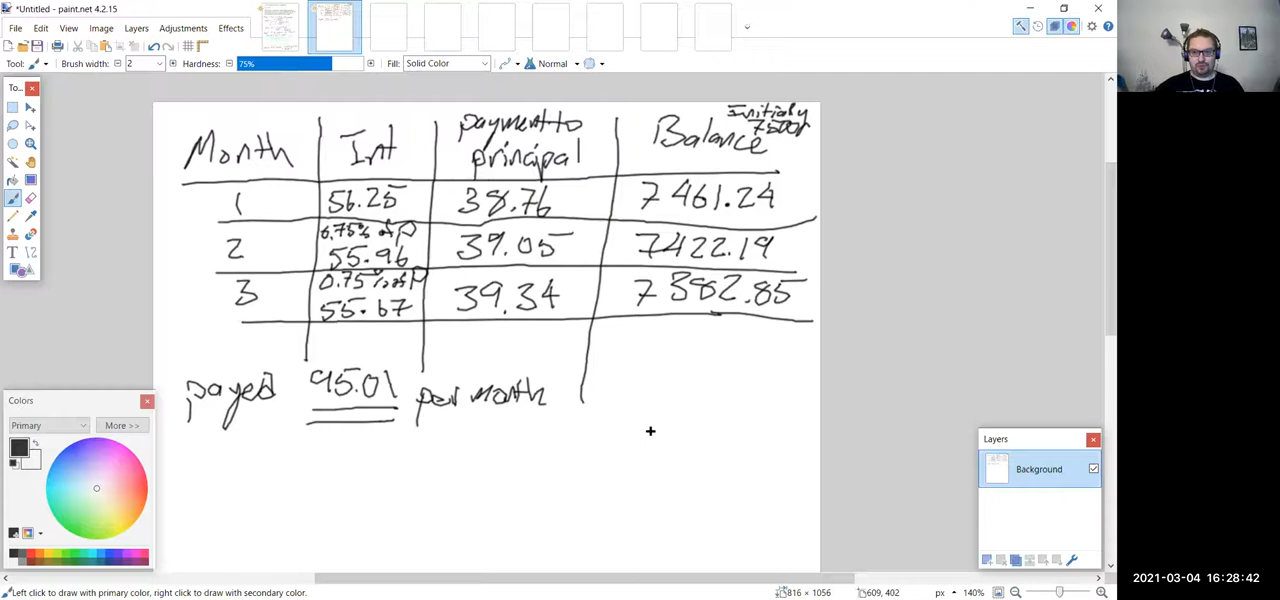 *Untitled - paint.net 4.2.15
File Edit View Image Layers Adjustments Effects
Tool: Brush width: 2 Hardness: 75% Fill: Solid Color Normal
To...
Month Int payment to principal Balance Initially 7500
1 56.25 38.76 7461.24
2 0.75% of P 55.96 39.05 7422.19
3 0.75% of P 55.67 39.34 7382.85
payed 95.01 per month
Colors
Primary More >>
Layers
Background
Left click to draw with primary color, right click to draw with secondary color. 816 x 1056 609, 402 px 140%
2021-03-04 16:28:42